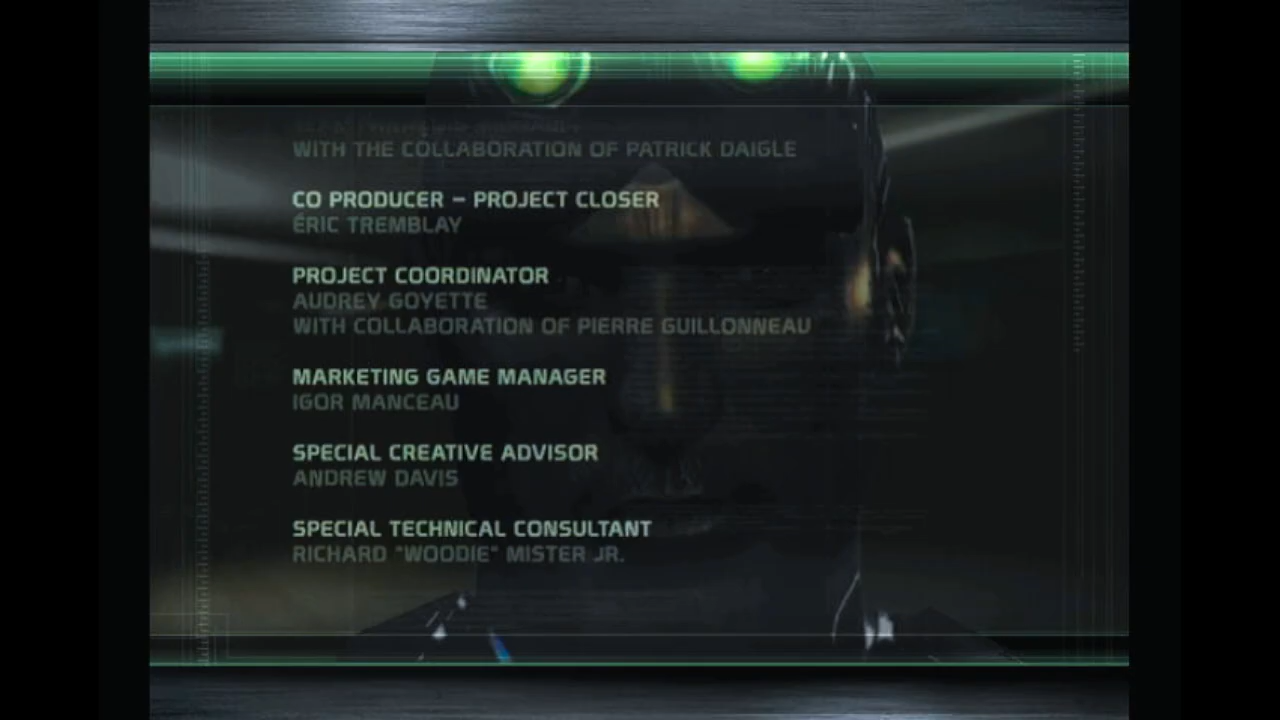 WITH THE COLLABORATION OF PATRICK DAIGLE
CO PRODUCER – PROJECT CLOSER
ÉRIC TREMBLAY
PROJECT COORDINATOR
AUDREY GOYETTE
WITH COLLABORATION OF PIERRE GUILLONNEAU
MARKETING GAME MANAGER
IGOR MANCEAU
SPECIAL CREATIVE ADVISOR
ANDREW DAVIS
SPECIAL TECHNICAL CONSULTANT
RICHARD "WOODIE" MISTER JR.